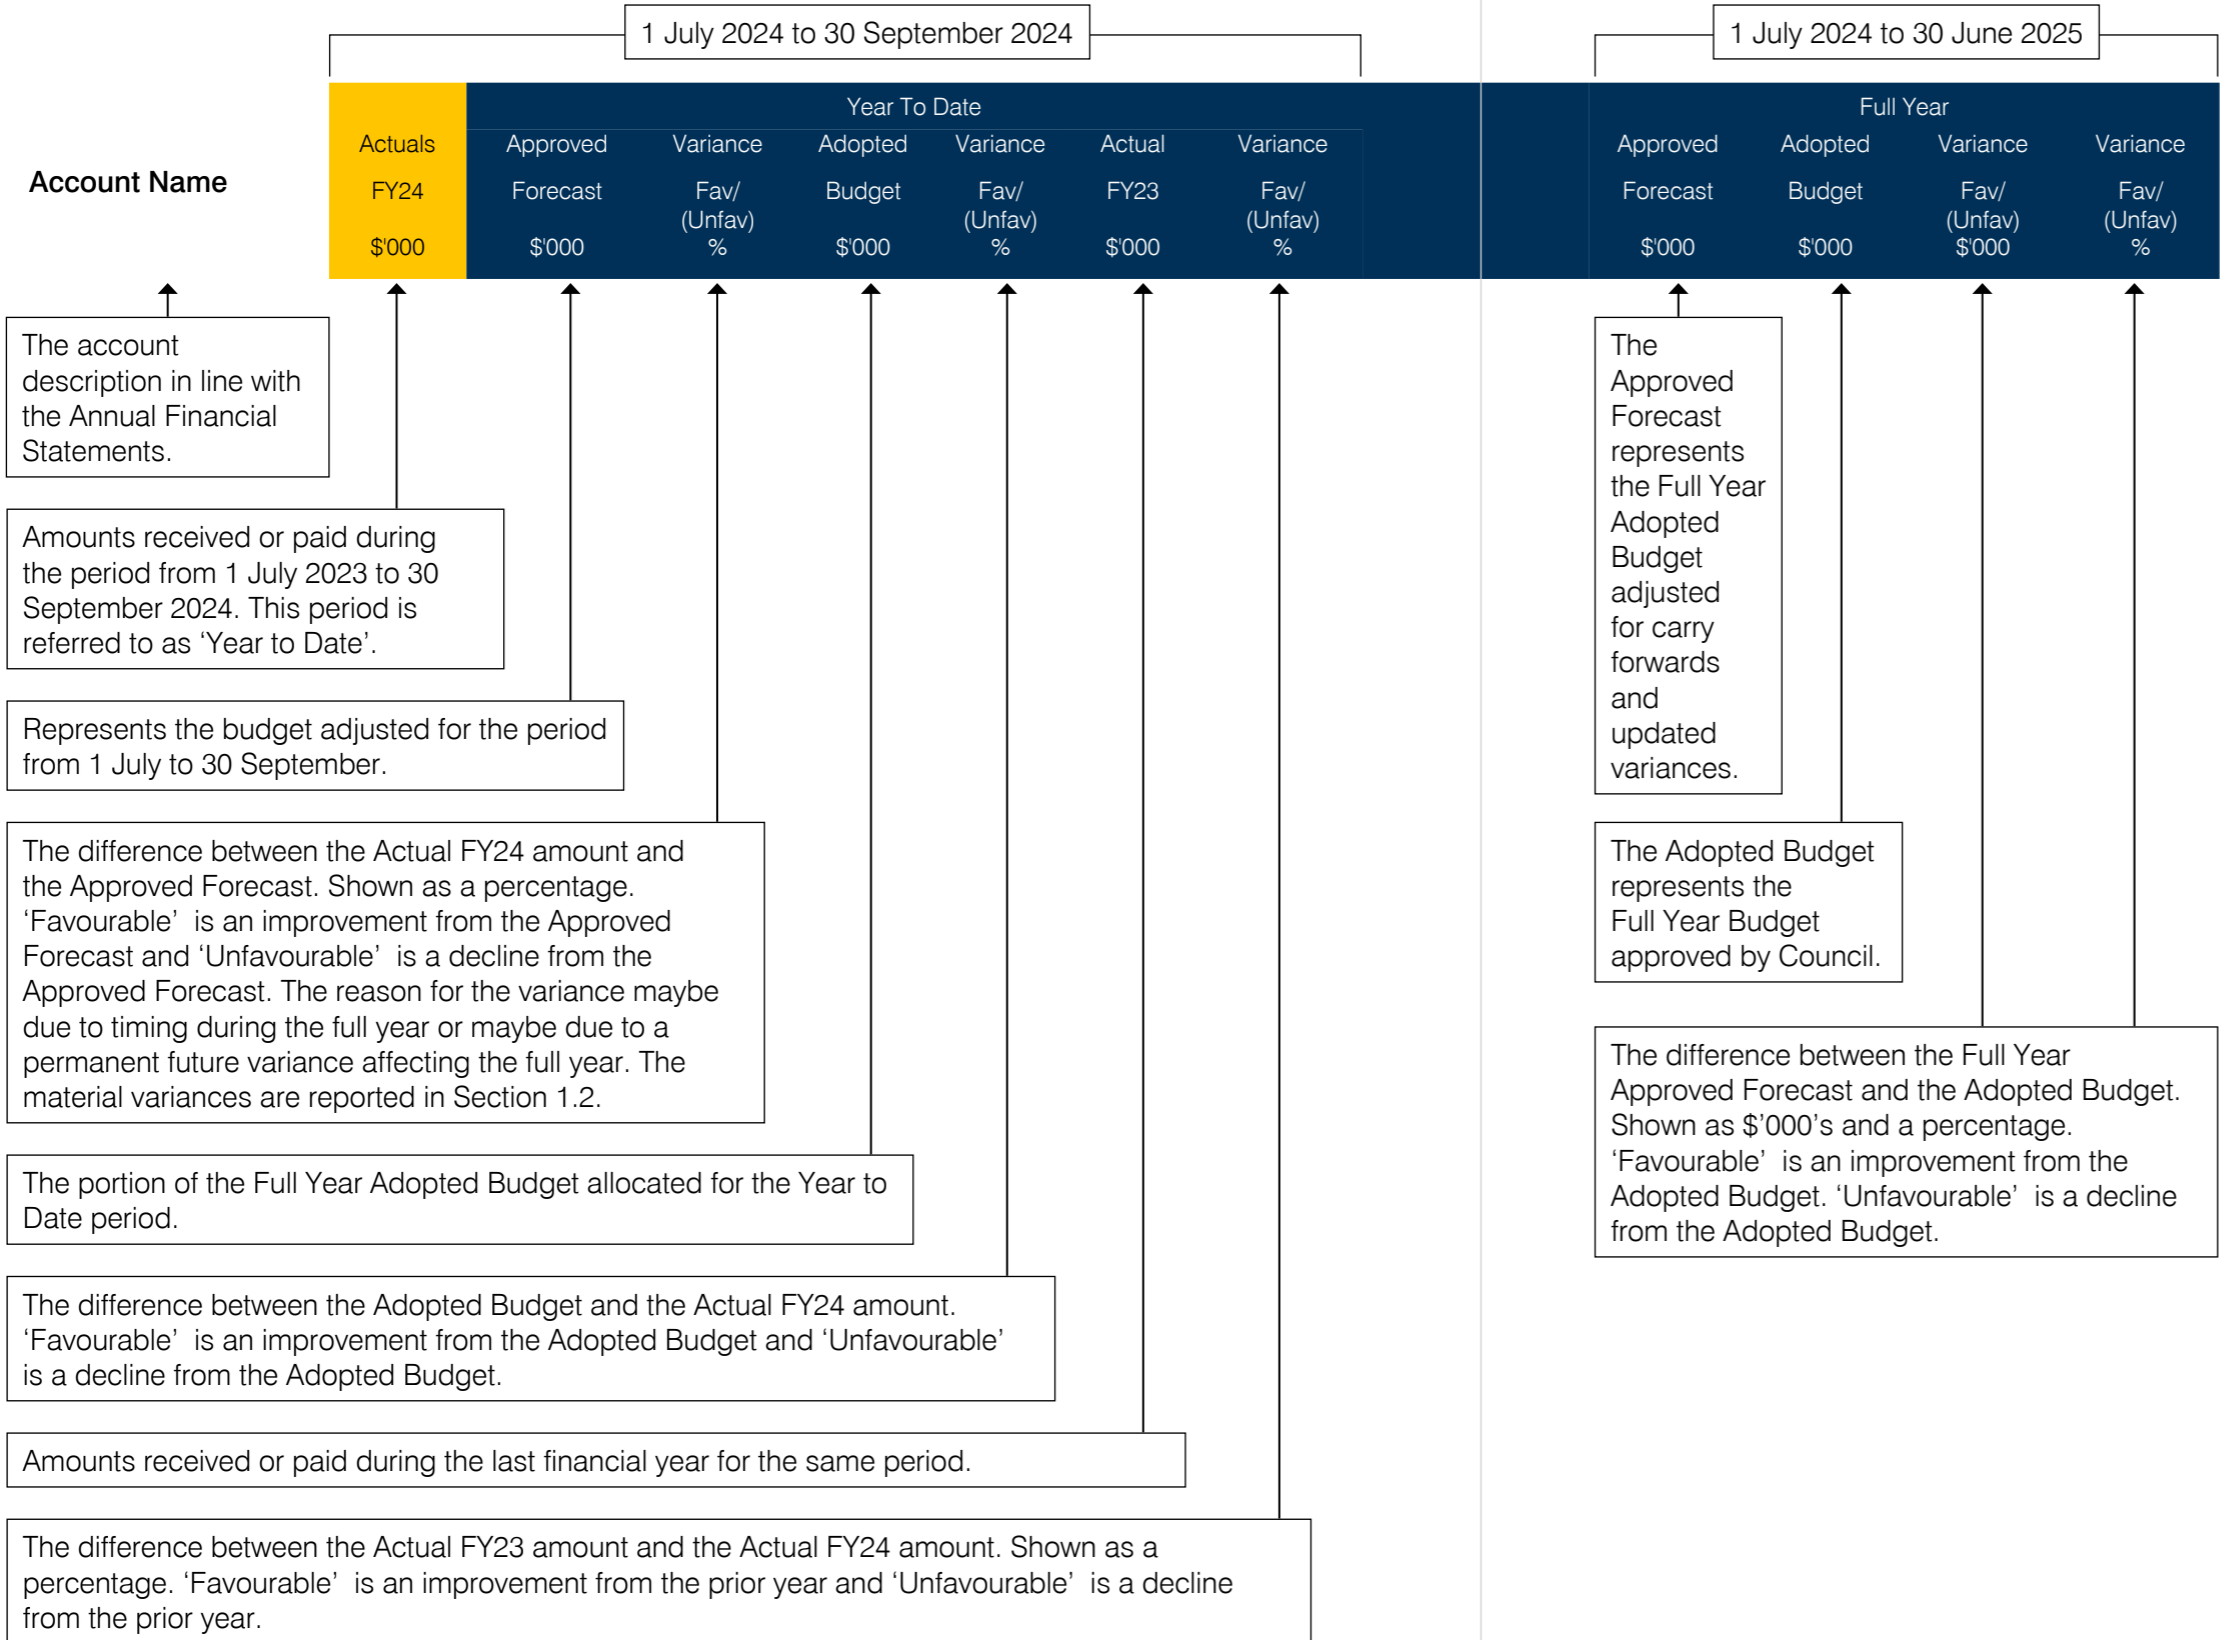 1 July 2024 to 30 September 2024
1 July 2024 to 30 June 2025
Account Name
Year To Date
Full Year
Actuals Approved Variance Adopted Variance Actual Variance Approved Adopted Variance Variance
FY24 Forecast Fav/ Budget Fav/ FY23 Fav/ Forecast Budget Fav/ Fav/
(Unfav) (Unfav) (Unfav) (Unfav) (Unfav)
$'000 $'000 % $'000 % $'000 % $'000 $'000 $'000 %
The account
description in line with
the Annual Financial
Statements.
Amounts received or paid during
the period from 1 July 2023 to 30
September 2024. This period is
referred to as ‘Year to Date’.
Represents the budget adjusted for the period
from 1 July to 30 September.
The difference between the Actual FY24 amount and
the Approved Forecast. Shown as a percentage.
‘Favourable’ is an improvement from the Approved
Forecast and ‘Unfavourable’ is a decline from the
Approved Forecast. The reason for the variance maybe
due to timing during the full year or maybe due to a
permanent future variance affecting the full year. The
material variances are reported in Section 1.2.
The portion of the Full Year Adopted Budget allocated for the Year to
Date period.
The difference between the Adopted Budget and the Actual FY24 amount.
‘Favourable’ is an improvement from the Adopted Budget and ‘Unfavourable’
is a decline from the Adopted Budget.
Amounts received or paid during the last financial year for the same period.
The difference between the Actual FY23 amount and the Actual FY24 amount. Shown as a
percentage. ‘Favourable’ is an improvement from the prior year and ‘Unfavourable’ is a decline
from the prior year.
The
Approved
Forecast
represents
the Full Year
Adopted
Budget
adjusted
for carry
forwards
and
updated
variances.
The Adopted Budget
represents the
Full Year Budget
approved by Council.
The difference between the Full Year
Approved Forecast and the Adopted Budget.
Shown as $’000’s and a percentage.
‘Favourable’ is an improvement from the
Adopted Budget. ‘Unfavourable’ is a decline
from the Adopted Budget.